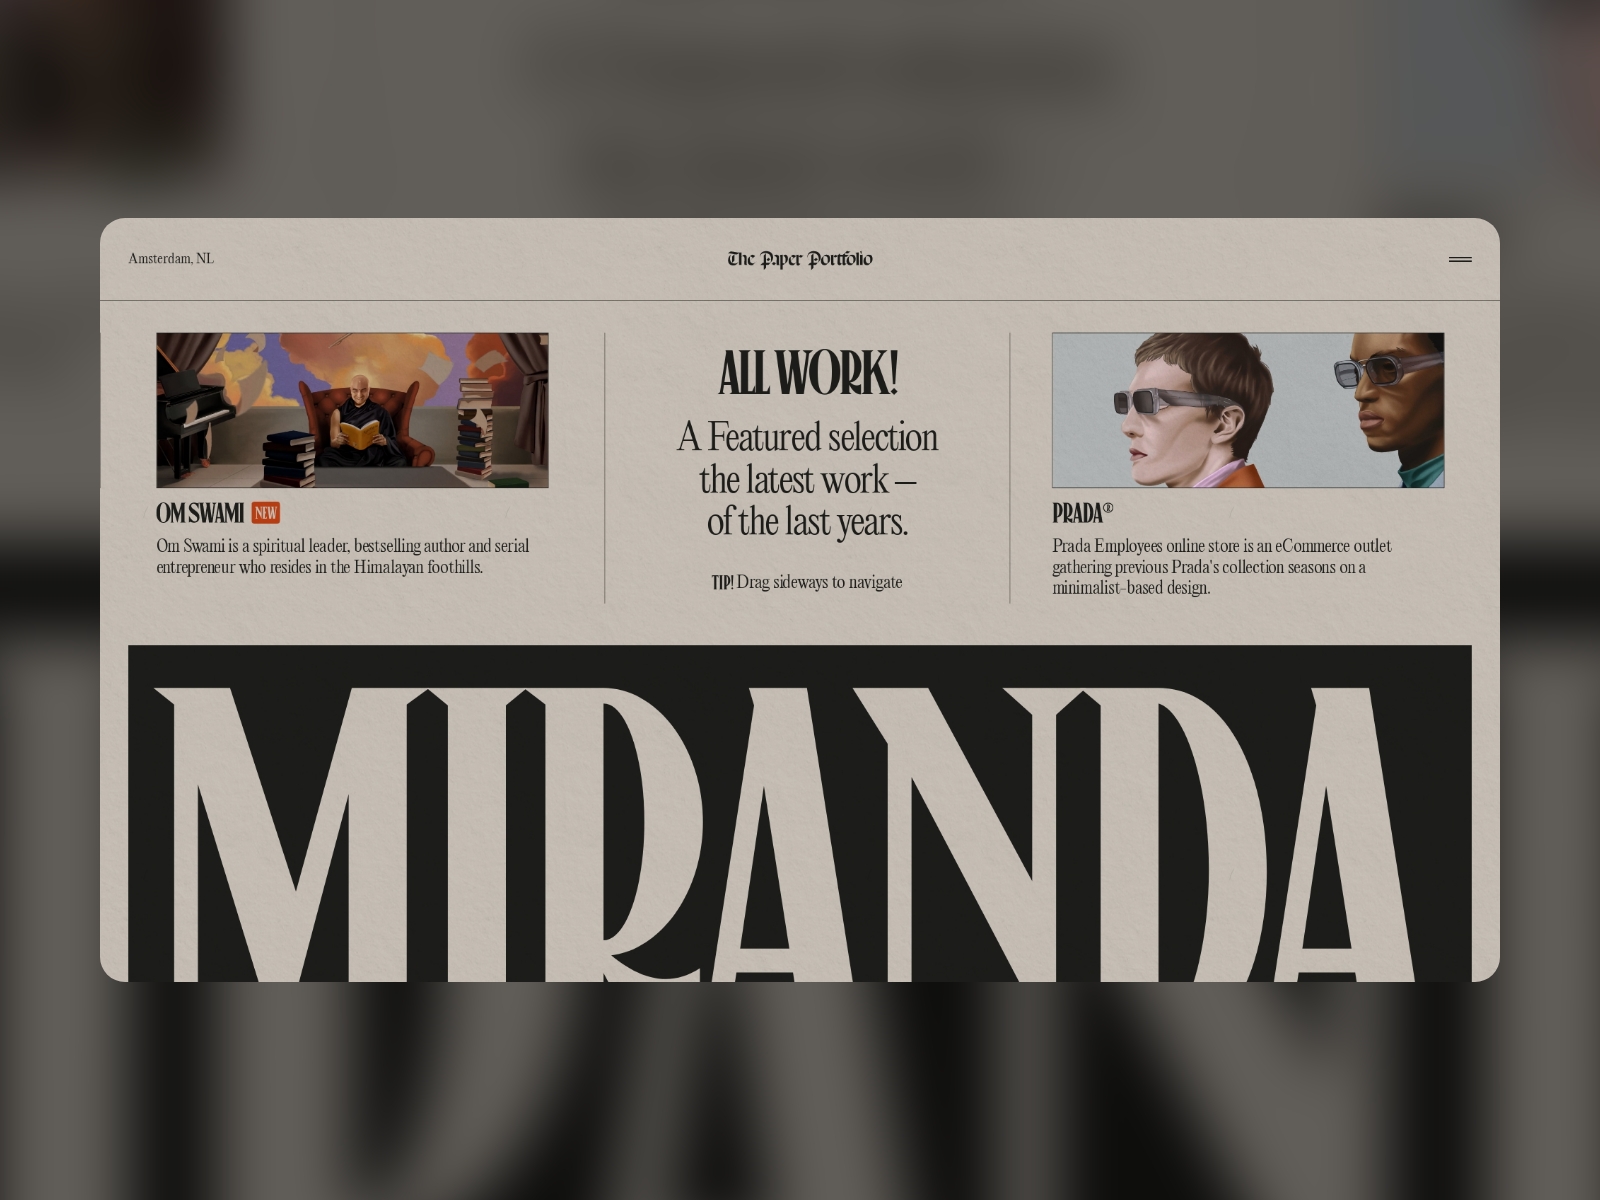 Amsterdam, NL
The Paper Portfolio
OM SWAMI NEW
Om Swami is a spiritual leader, bestselling author and serial
entrepreneur who resides in the Himalayan foothills.
ALL WORK!
A Featured selection
the latest work —
of the last years.
TIP! Drag sideways to navigate
PRADA®
Prada Employees online store is an eCommerce outlet
gathering previous Prada's collection seasons on a
minimalist-based design.
MIRANDA